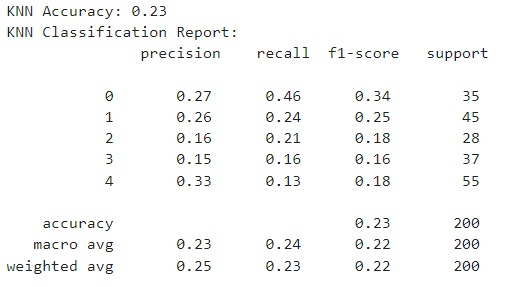 KNN Accuracy: 0.23
KNN Classification Report:
precision recall f1-score support
0 0.27 0.46 0.34 35
1 0.26 0.24 0.25 45
2 0.16 0.21 0.18 28
3 0.15 0.16 0.16 37
4 0.33 0.13 0.18 55
accuracy 0.23 200
macro avg 0.23 0.24 0.22 200
weighted avg 0.25 0.23 0.22 200